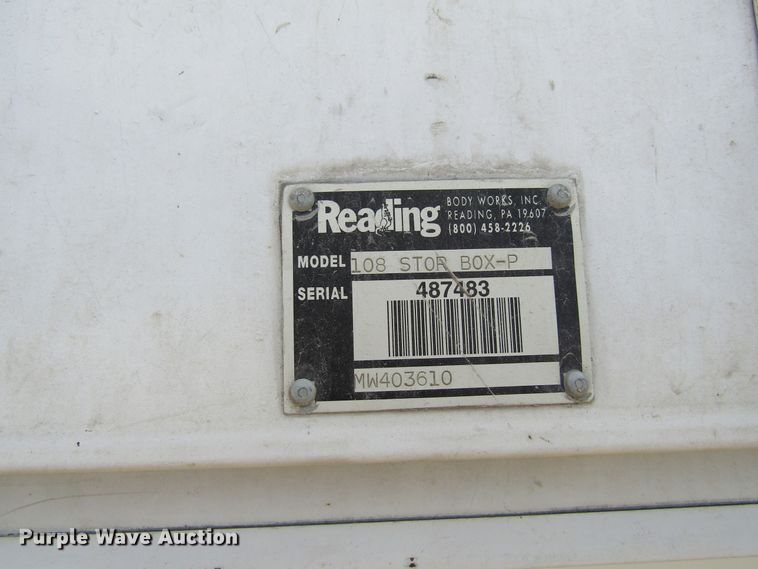 Reading
BODY WORKS, INC.
READING, PA 19607
(800) 458-2226
MODEL 108 STOR BOX-P
SERIAL 487483
MW403610
Purple Wave Auction